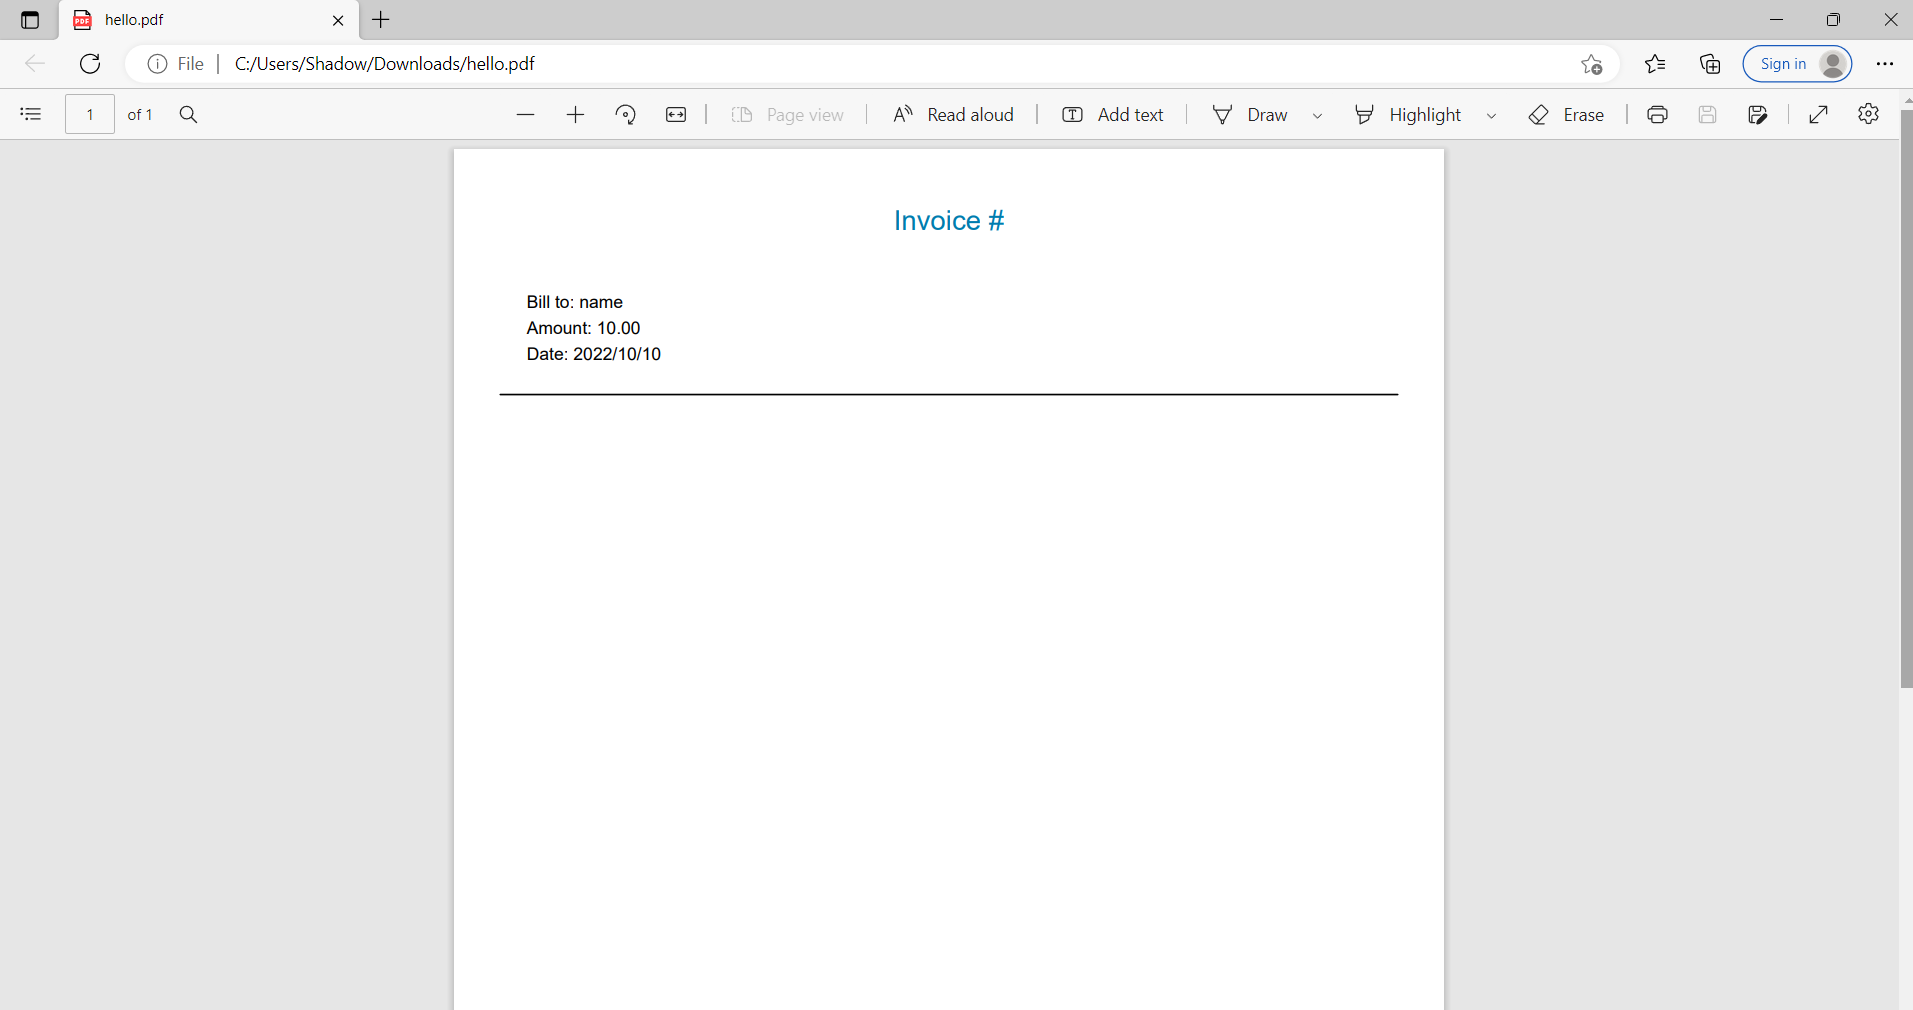 hello.pdf
File C:/Users/Shadow/Downloads/hello.pdf Sign in
1 of 1 Page view Read aloud Add text Draw Highlight Erase
Invoice #
Bill to: name
Amount: 10.00
Date: 2022/10/10